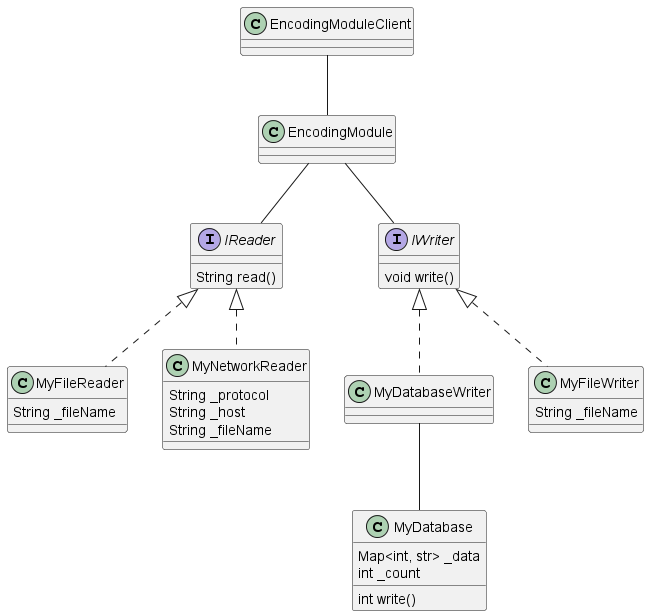 C EncodingModuleClient
C EncodingModule
I IReader
String read()
I IWriter
void write()
C MyFileReader
String _fileName
C MyNetworkReader
String _protocol
String _host
String _fileName
C MyDatabaseWriter
C MyFileWriter
String _fileName
C MyDatabase
Map<int, str> _data
int _count
int write()